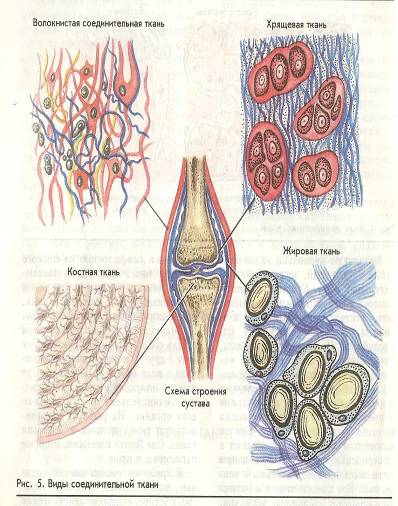 Волокнистая соединительная ткань
Хрящевая ткань
Костная ткань
Жировая ткань
Схема строения
сустава
Рис. 5. Виды соединительной ткани